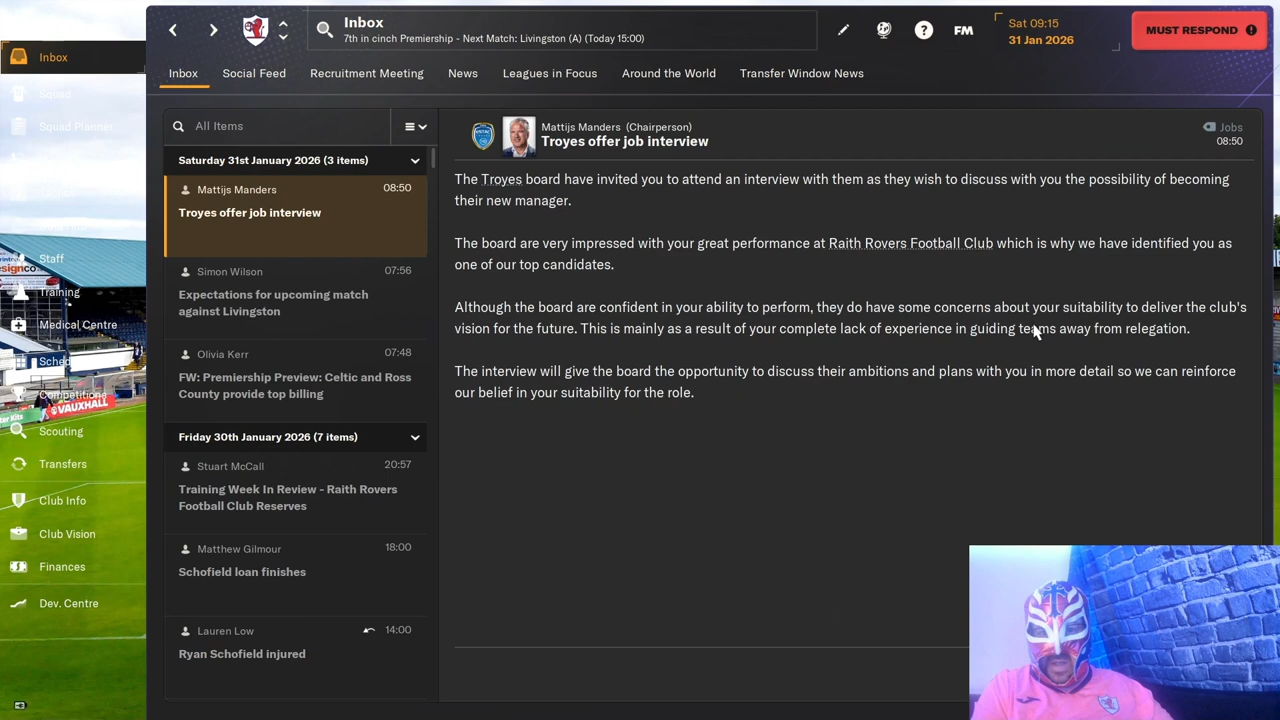 Inbox
7th in cinch Premiership - Next Match: Livingston (A) (Today 15:00)
FM
Sat 09:15
31 Jan 2026
MUST RESPOND
Inbox
Squad
Squad Planner
Staff
Training
Medical Centre
Sched
Competitions
Scouting
Transfers
Club Info
Club Vision
Finances
Dev. Centre
VAUXHALL
Inbox
Social Feed
Recruitment Meeting
News
Leagues in Focus
Around the World
Transfer Window News
All Items
Saturday 31st January 2026 (3 items)
Mattijs Manders 08:50
Troyes offer job interview
Simon Wilson 07:56
Expectations for upcoming match
against Livingston
Olivia Kerr 07:48
FW: Premiership Preview: Celtic and Ross
County provide top billing
Friday 30th January 2026 (7 items)
Stuart McCall 20:57
Training Week In Review - Raith Rovers
Football Club Reserves
Matthew Gilmour 18:00
Schofield loan finishes
Lauren Low 14:00
Ryan Schofield injured
Mattijs Manders (Chairperson)
Troyes offer job interview
Jobs
08:50
The Troyes board have invited you to attend an interview with them as they wish to discuss with you the possibility of becoming
their new manager.
The board are very impressed with your great performance at Raith Rovers Football Club which is why we have identified you as
one of our top candidates.
Although the board are confident in your ability to perform, they do have some concerns about your suitability to deliver the club's
vision for the future. This is mainly as a result of your complete lack of experience in guiding teams away from relegation.
The interview will give the board the opportunity to discuss their ambitions and plans with you in more detail so we can reinforce
our belief in your suitability for the role.